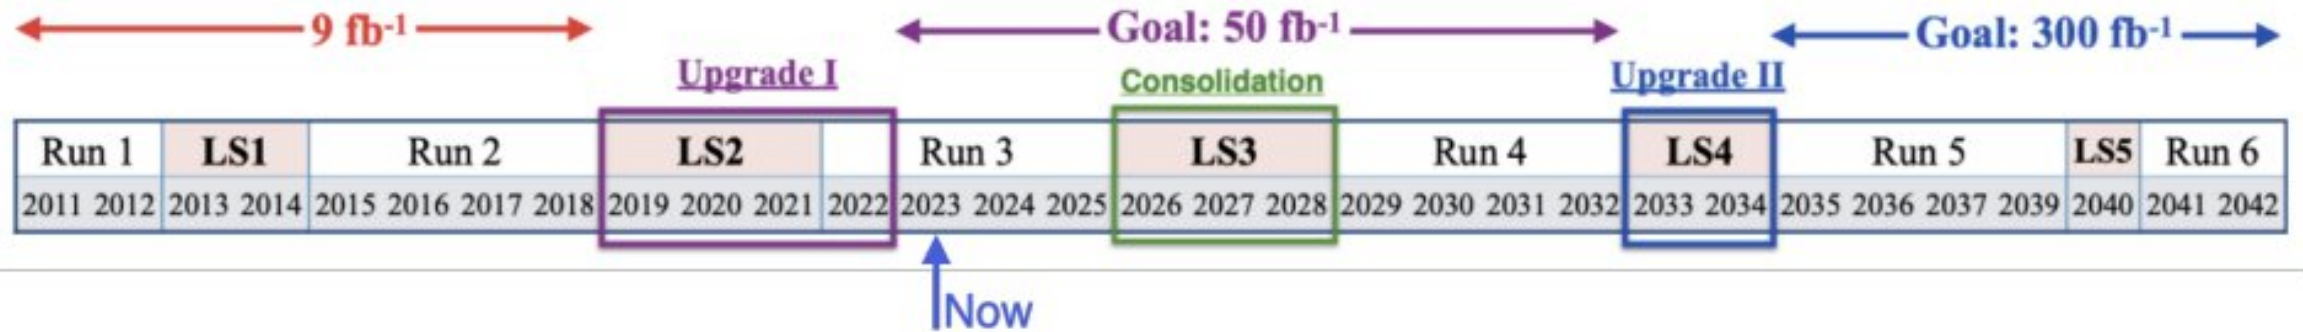 9 fb-1 Goal: 50 fb-1 Goal: 300 fb-1
Upgrade I Consolidation Upgrade II
Run 1 LS1 Run 2 LS2 Run 3 LS3 Run 4 LS4 Run 5 LS5 Run 6
2011 2012 2013 2014 2015 2016 2017 2018 2019 2020 2021 2022 2023 2024 2025 2026 2027 2028 2029 2030 2031 2032 2033 2034 2035 2036 2037 2039 2040 2041 2042
Now